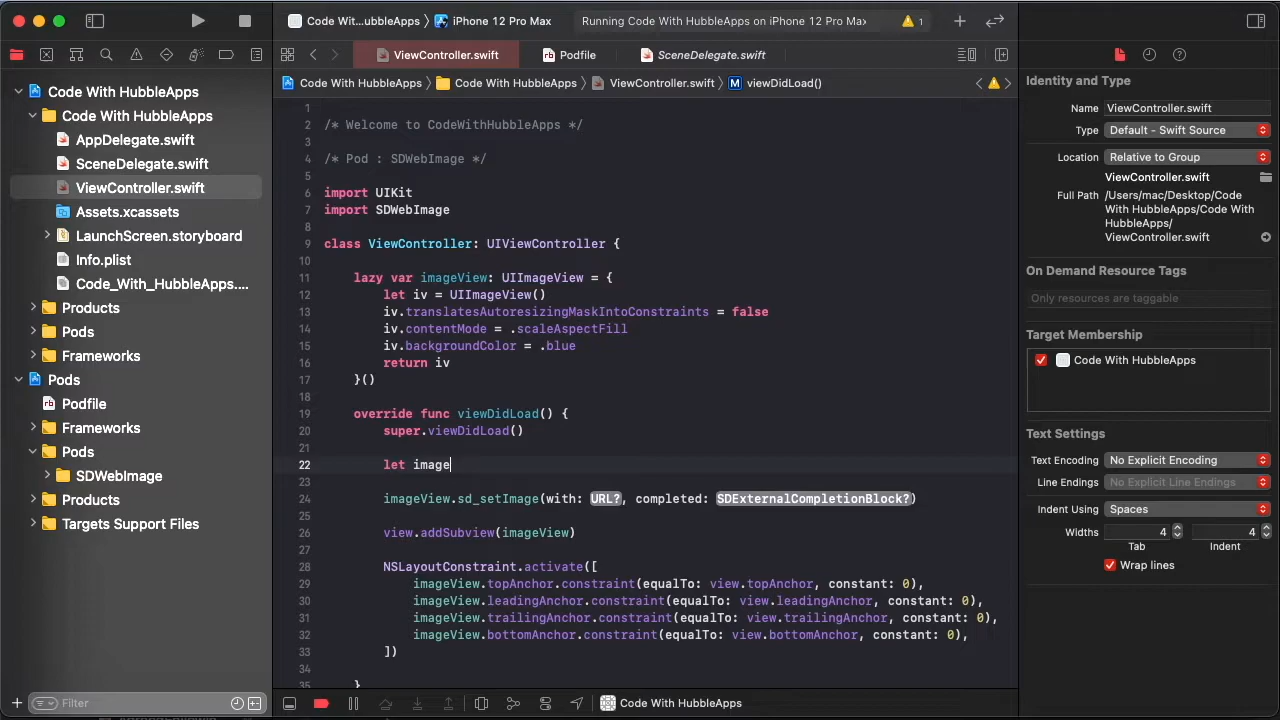 Code Wit...ubbleApps
iPhone 12 Pro Max
Running Code With HubbleApps on iPhone 12 Pro Max
1
ViewController.swift
Podfile
SceneDelegate.swift
Code With HubbleApps
Code With HubbleApps
ViewController.swift
M
viewDidLoad()
Code With HubbleApps
Code With HubbleApps
AppDelegate.swift
SceneDelegate.swift
ViewController.swift
Assets.xcassets
LaunchScreen.storyboard
Info.plist
Code_With_HubbleApps....
Products
Pods
Frameworks
Pods
rb Podfile
Frameworks
Pods
SDWebImage
Products
Targets Support Files
Filter
1
2 /* Welcome to CodeWithHubbleApps */
3
4 /* Pod : SDWebImage */
5
6 import UIKit
7 import SDWebImage
8
9 class ViewController: UIViewController {
10
11 lazy var imageView: UIImageView = {
12 let iv = UIImageView()
13 iv.translatesAutoresizingMaskIntoConstraints = false
14 iv.contentMode = .scaleAspectFill
15 iv.backgroundColor = .blue
16 return iv
17 }()
18
19 override func viewDidLoad() {
20 super.viewDidLoad()
21
22 let image
23
24 imageView.sd_setImage(with: URL?, completed: SDExternalCompletionBlock?)
25
26 view.addSubview(imageView)
27
28 NSLayoutConstraint.activate([
29 imageView.topAnchor.constraint(equalTo: view.topAnchor, constant: 0),
30 imageView.leadingAnchor.constraint(equalTo: view.leadingAnchor, constant: 0),
31 imageView.trailingAnchor.constraint(equalTo: view.trailingAnchor, constant: 0),
32 imageView.bottomAnchor.constraint(equalTo: view.bottomAnchor, constant: 0),
33 ])
34
35 }
Code With HubbleApps
Identity and Type
Name ViewController.swift
Type Default - Swift Source
Location Relative to Group
ViewController.swift
Full Path /Users/mac/Desktop/Code
With HubbleApps/Code With
HubbleApps/
ViewController.swift
On Demand Resource Tags
Only resources are taggable
Target Membership
Code With HubbleApps
Text Settings
Text Encoding No Explicit Encoding
Line Endings No Explicit Line Endings
Indent Using Spaces
Widths 4 4
Tab Indent
Wrap lines